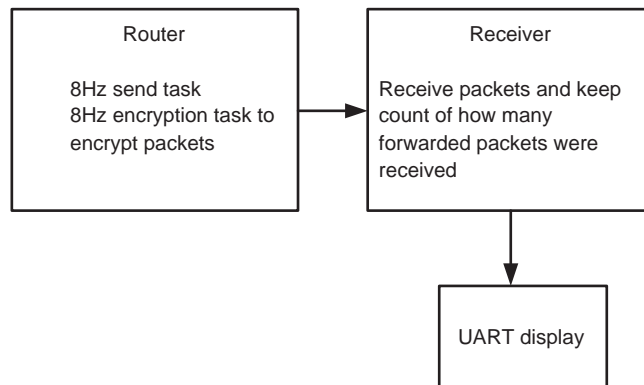 Router
8Hz send task
8Hz encryption task to
encrypt packets
Receiver
Receive packets and keep
count of how many
forwarded packets were
received
UART display